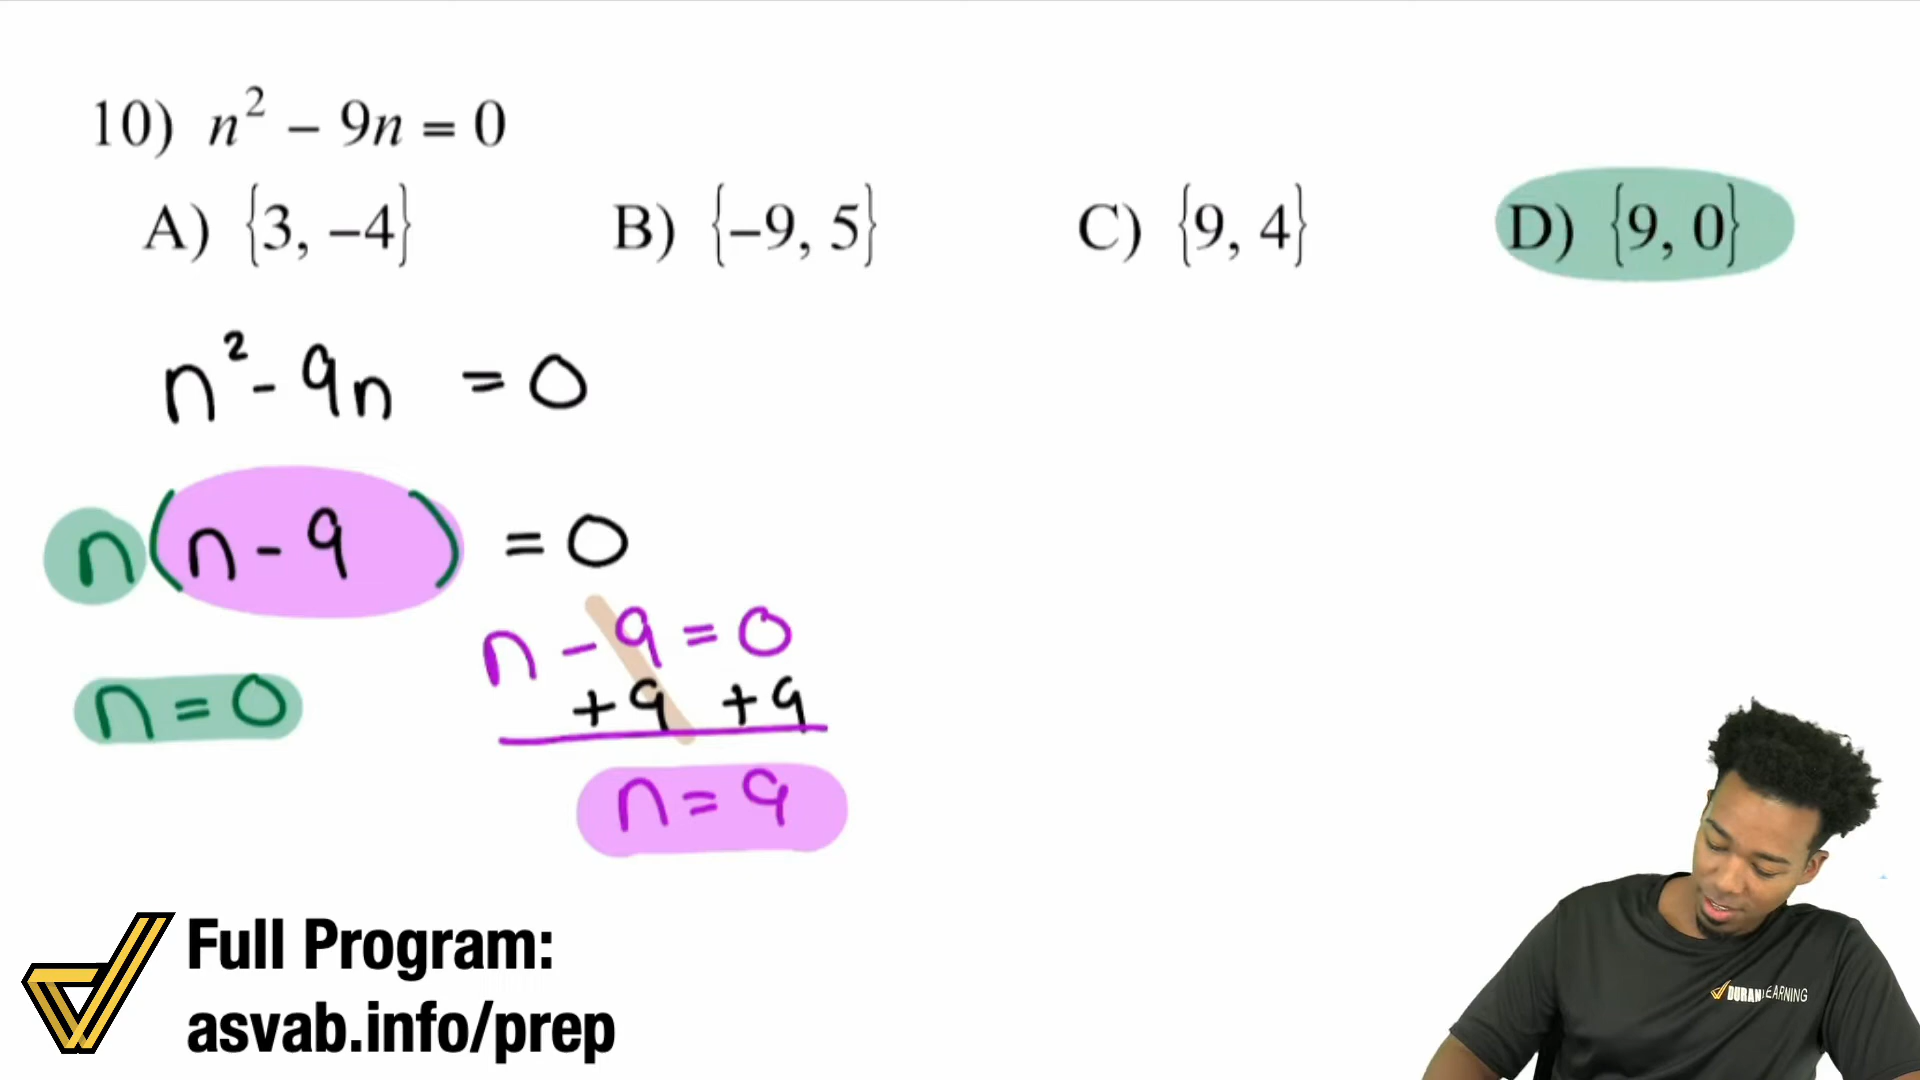 10) n² − 9n = 0
A) {3, −4} B) {−9, 5} C) {9, 4} D) {9, 0}
n² - 9n = 0
n(n - 9) = 0
n - 9 = 0
+9 +9
n = 0
n = 9
Full Program:
asvab.info/prep
DURAN LEARNING